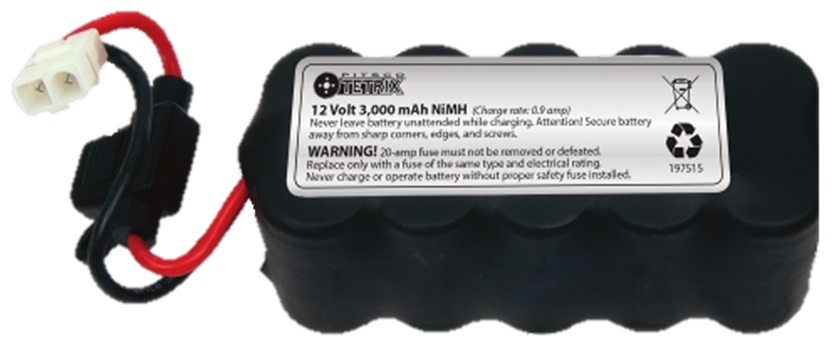 PITSCO
TETRIX
12 Volt 3,000 mAh NiMH (Charge rate: 0.9 amp)
Never leave battery unattended while charging. Attention! Secure battery
away from sharp corners, edges, and screws.
WARNING! 20-amp fuse must not be removed or defeated.
Replace only with a fuse of the same type and electrical rating.
Never charge or operate battery without proper safety fuse installed.
197515